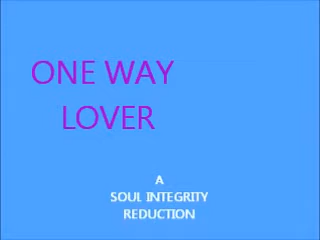 ONE WAY
LOVER
A
SOUL INTEGRITY
REDUCTION